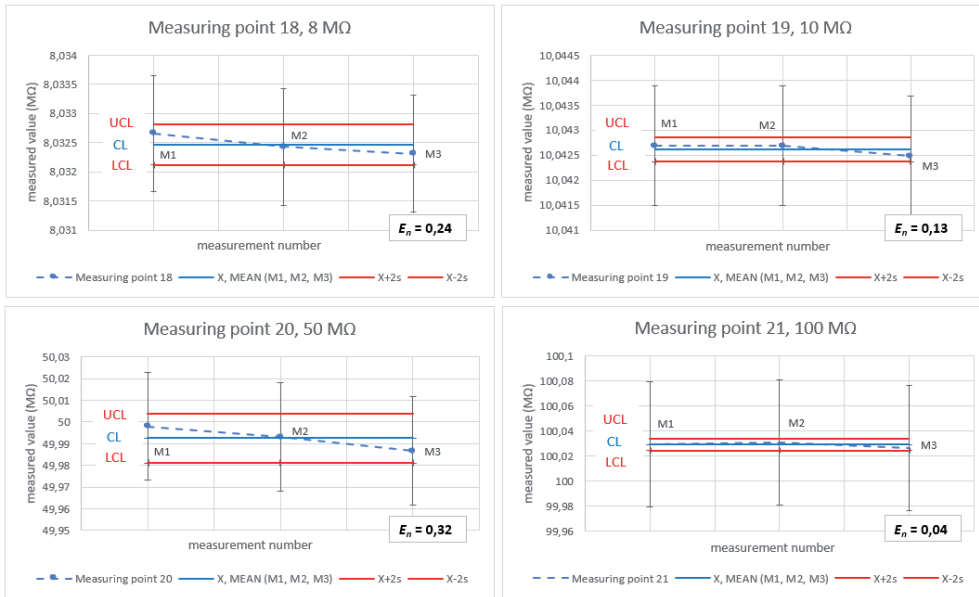 Measuring point 18, 8 MΩ
measured value (MΩ)
8,034
8,0335
8,033
8,0325
8,032
8,0315
8,031
UCL
CL
LCL
M1
M2
M3
Eₙ = 0,24
measurement number
Measuring point 18
X, MEAN (M1, M2, M3)
X+2s
X-2s
Measuring point 19, 10 MΩ
measured value (MΩ)
10,0445
10,044
10,0435
10,043
10,0425
10,042
10,0415
10,041
UCL
CL
LCL
M1
M2
M3
Eₙ = 0,13
measurement number
Measuring point 19
X, MEAN (M1, M2, M3)
X+2s
X-2s
Measuring point 20, 50 MΩ
measured value (MΩ)
50,03
50,02
50,01
50
49,99
49,98
49,97
49,96
49,95
UCL
CL
LCL
M1
M2
M3
Eₙ = 0,32
measurement number
Measuring point 20
X, MEAN (M1, M2, M3)
X+2s
X-2s
Measuring point 21, 100 MΩ
measured value (MΩ)
100,1
100,08
100,06
100,04
100,02
100
99,98
99,96
UCL
CL
LCL
M1
M2
M3
Eₙ = 0,04
measurement number
Measuring point 21
X, MEAN (M1, M2, M3)
X+2s
X-2s